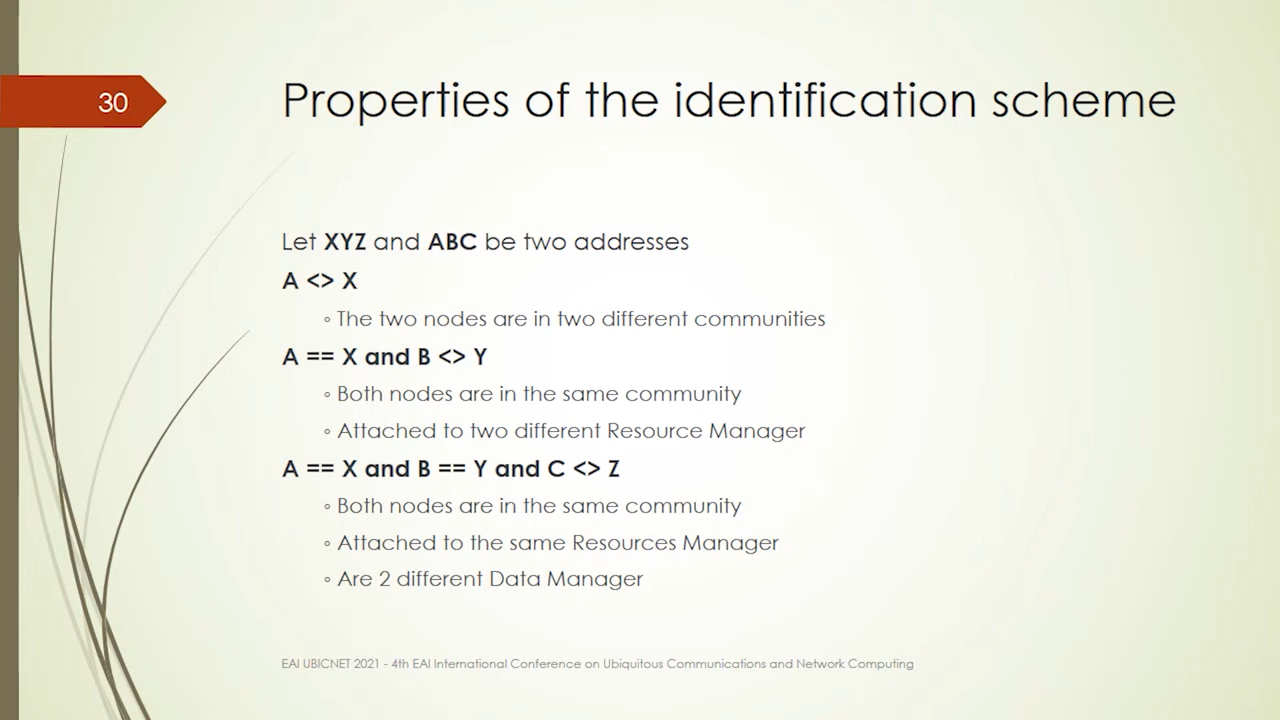 30
Properties of the identification scheme
Let XYZ and ABC be two addresses
A <> X
◦ The two nodes are in two different communities
A == X and B <> Y
◦ Both nodes are in the same community
◦ Attached to two different Resource Manager
A == X and B == Y and C <> Z
◦ Both nodes are in the same community
◦ Attached to the same Resources Manager
◦ Are 2 different Data Manager
EAI UBICNET 2021 - 4th EAI International Conference on Ubiquitous Communications and Network Computing